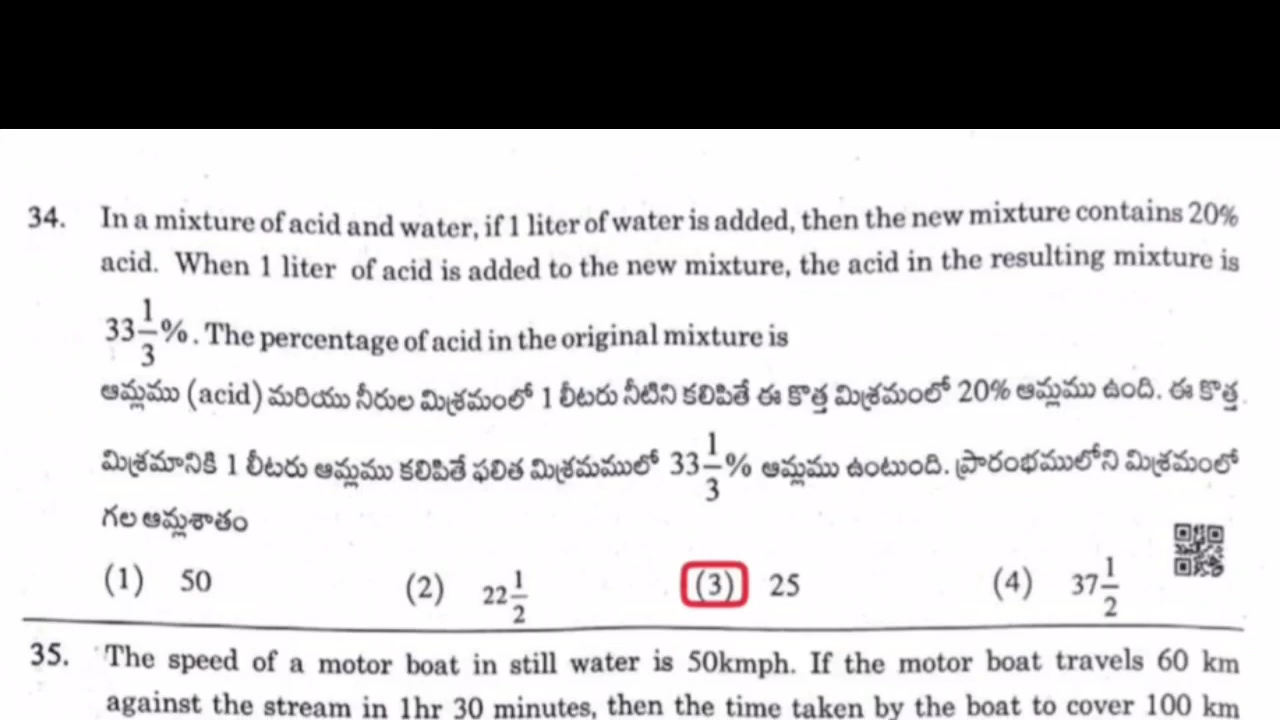 34. In a mixture of acid and water, if 1 liter of water is added, then the new mixture contains 20%
acid. When 1 liter of acid is added to the new mixture, the acid in the resulting mixture is
33 1/3 %. The percentage of acid in the original mixture is
ఆమ్లము (acid) మరియు నీరుల మిశ్రమంలో 1 లీటరు నీటిని కలిపితే ఈ కొత్త మిశ్రమంలో 20% ఆమ్లము ఉంది. ఈ కొత్త
మిశ్రమానికి 1 లీటరు ఆమ్లము కలిపితే ఫలిత మిశ్రమములో 33 1/3 % ఆమ్లము ఉంటుంది. ప్రారంభములోని మిశ్రమంలో
గల ఆమ్లశాతం
(1) 50 (2) 22 1/2 (3) 25 (4) 37 1/2
35. The speed of a motor boat in still water is 50kmph. If the motor boat travels 60 km
against the stream in 1hr 30 minutes, then the time taken by the boat to cover 100 km